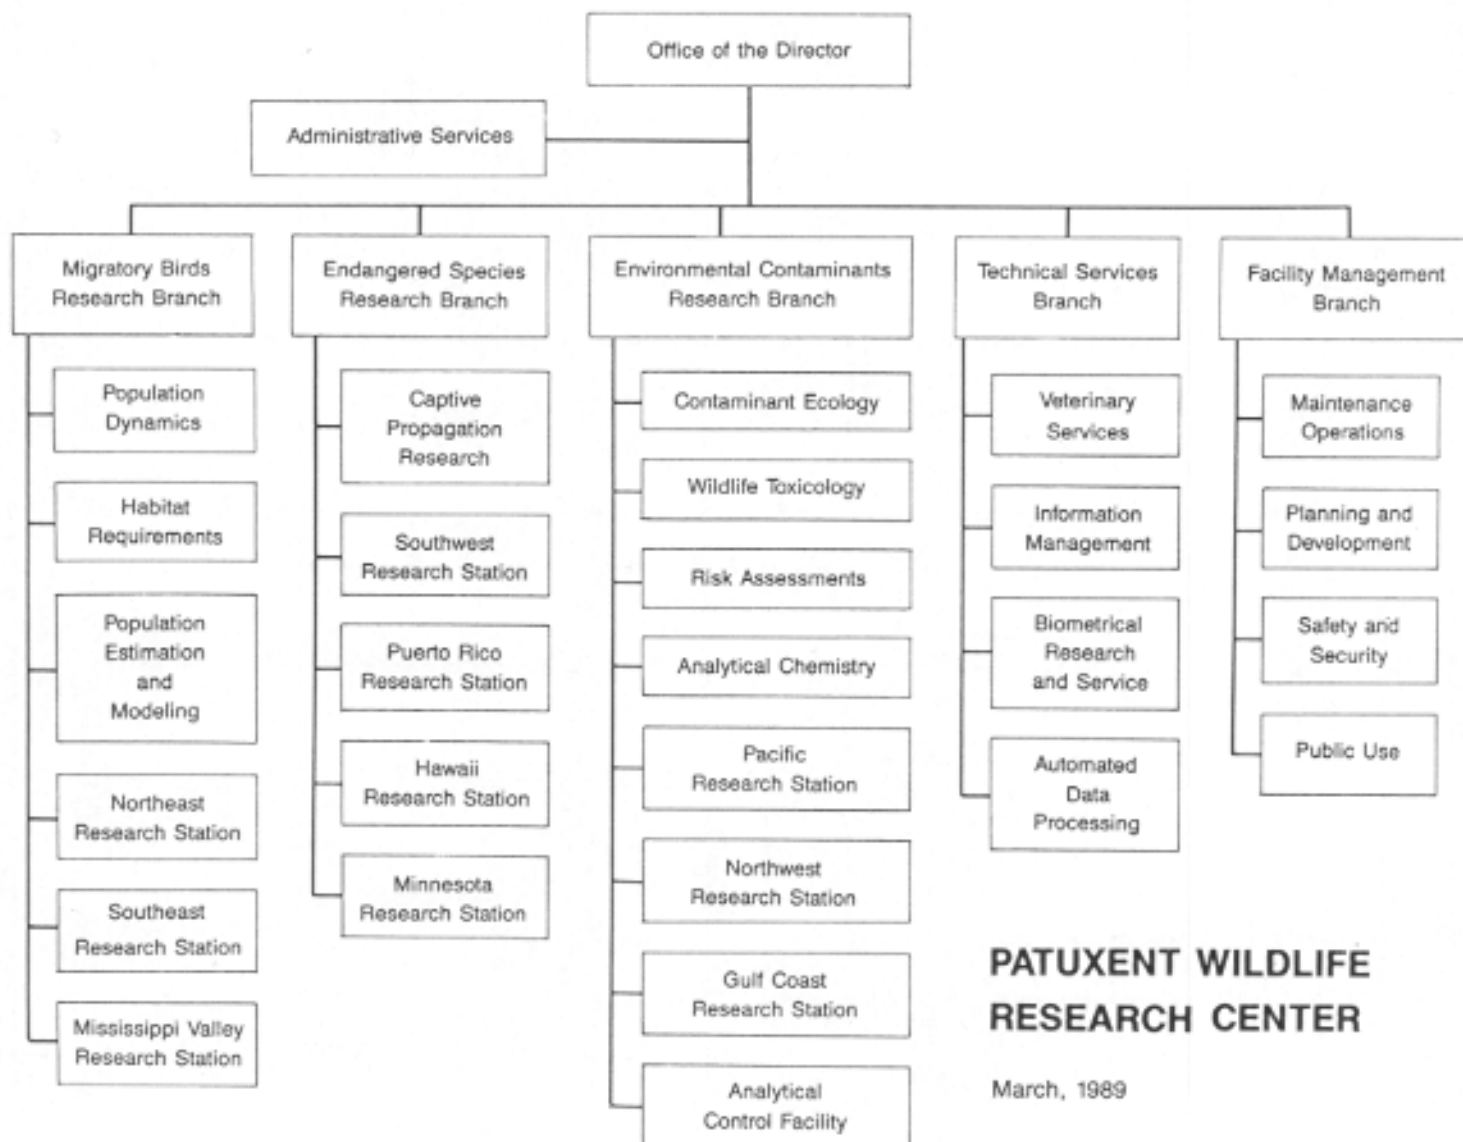 Office of the Director
Administrative Services
Migratory Birds
Research Branch
Population
Dynamics
Habitat
Requirements
Population
Estimation
and
Modeling
Northeast
Research Station
Southeast
Research Station
Mississippi Valley
Research Station
Endangered Species
Research Branch
Captive
Propagation
Research
Southwest
Research Station
Puerto Rico
Research Station
Hawaii
Research Station
Minnesota
Research Station
Environmental Contaminants
Research Branch
Contaminant Ecology
Wildlife Toxicology
Risk Assessments
Analytical Chemistry
Pacific
Research Station
Northwest
Research Station
Gulf Coast
Research Station
Analytical
Control Facility
Technical Services
Branch
Veterinary
Services
Information
Management
Biometrical
Research
and Service
Automated
Data
Processing
Facility Management
Branch
Maintenance
Operations
Planning and
Development
Safety and
Security
Public Use
PATUXENT WILDLIFE
RESEARCH CENTER
March, 1989